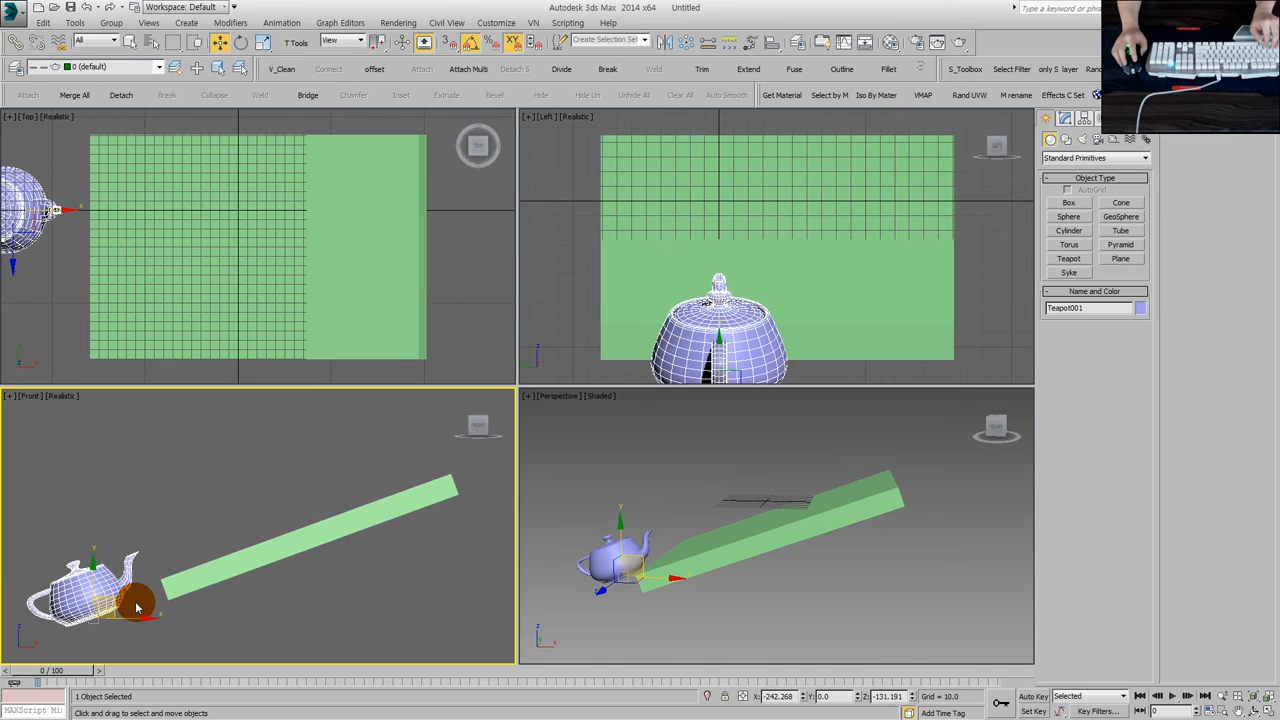 Workspace: Default
Autodesk 3ds Max 2014 x64 Untitled
Type a keyword or phrase
Edit Tools Group Views Create Modifiers Animation Graph Editors Rendering Civil View Customize VN Scripting Help
All T Tools View Create Selection Set
0 (default) V_Clean Connect offset Attach Attach Multi Detach S Divide Break Trim Extend Fuse Outline Fillet S_Toolbox Select Filter only S layer
Attach Merge All Detach Break Collapse Weld Bridge Insert Extrude Hide Un Unhide All Clear All Auto Smooth Get Material Select by M Iso By Mater VMAP Rand UVW M rename Effects C Set
[+] [Top] [Realistic]
TOP
[+] [Left] [Realistic]
LEFT
Standard Primitives
- Object Type
AutoGrid
Box Cone
Sphere GeoSphere
Cylinder Tube
Torus Pyramid
Teapot Plane
Syke
- Name and Color
Teapot001
[+] [Front] [Realistic]
FRONT
[+] [Perspective] [Shaded]
FRONT
0 / 100
1 Object Selected X: -242.268 Y: 0.0 Z: -131.191 Grid = 10.0 Auto Key Selected
MAXScript Mi Click and drag to select and move objects Add Time Tag Set Key Key Filters... 0